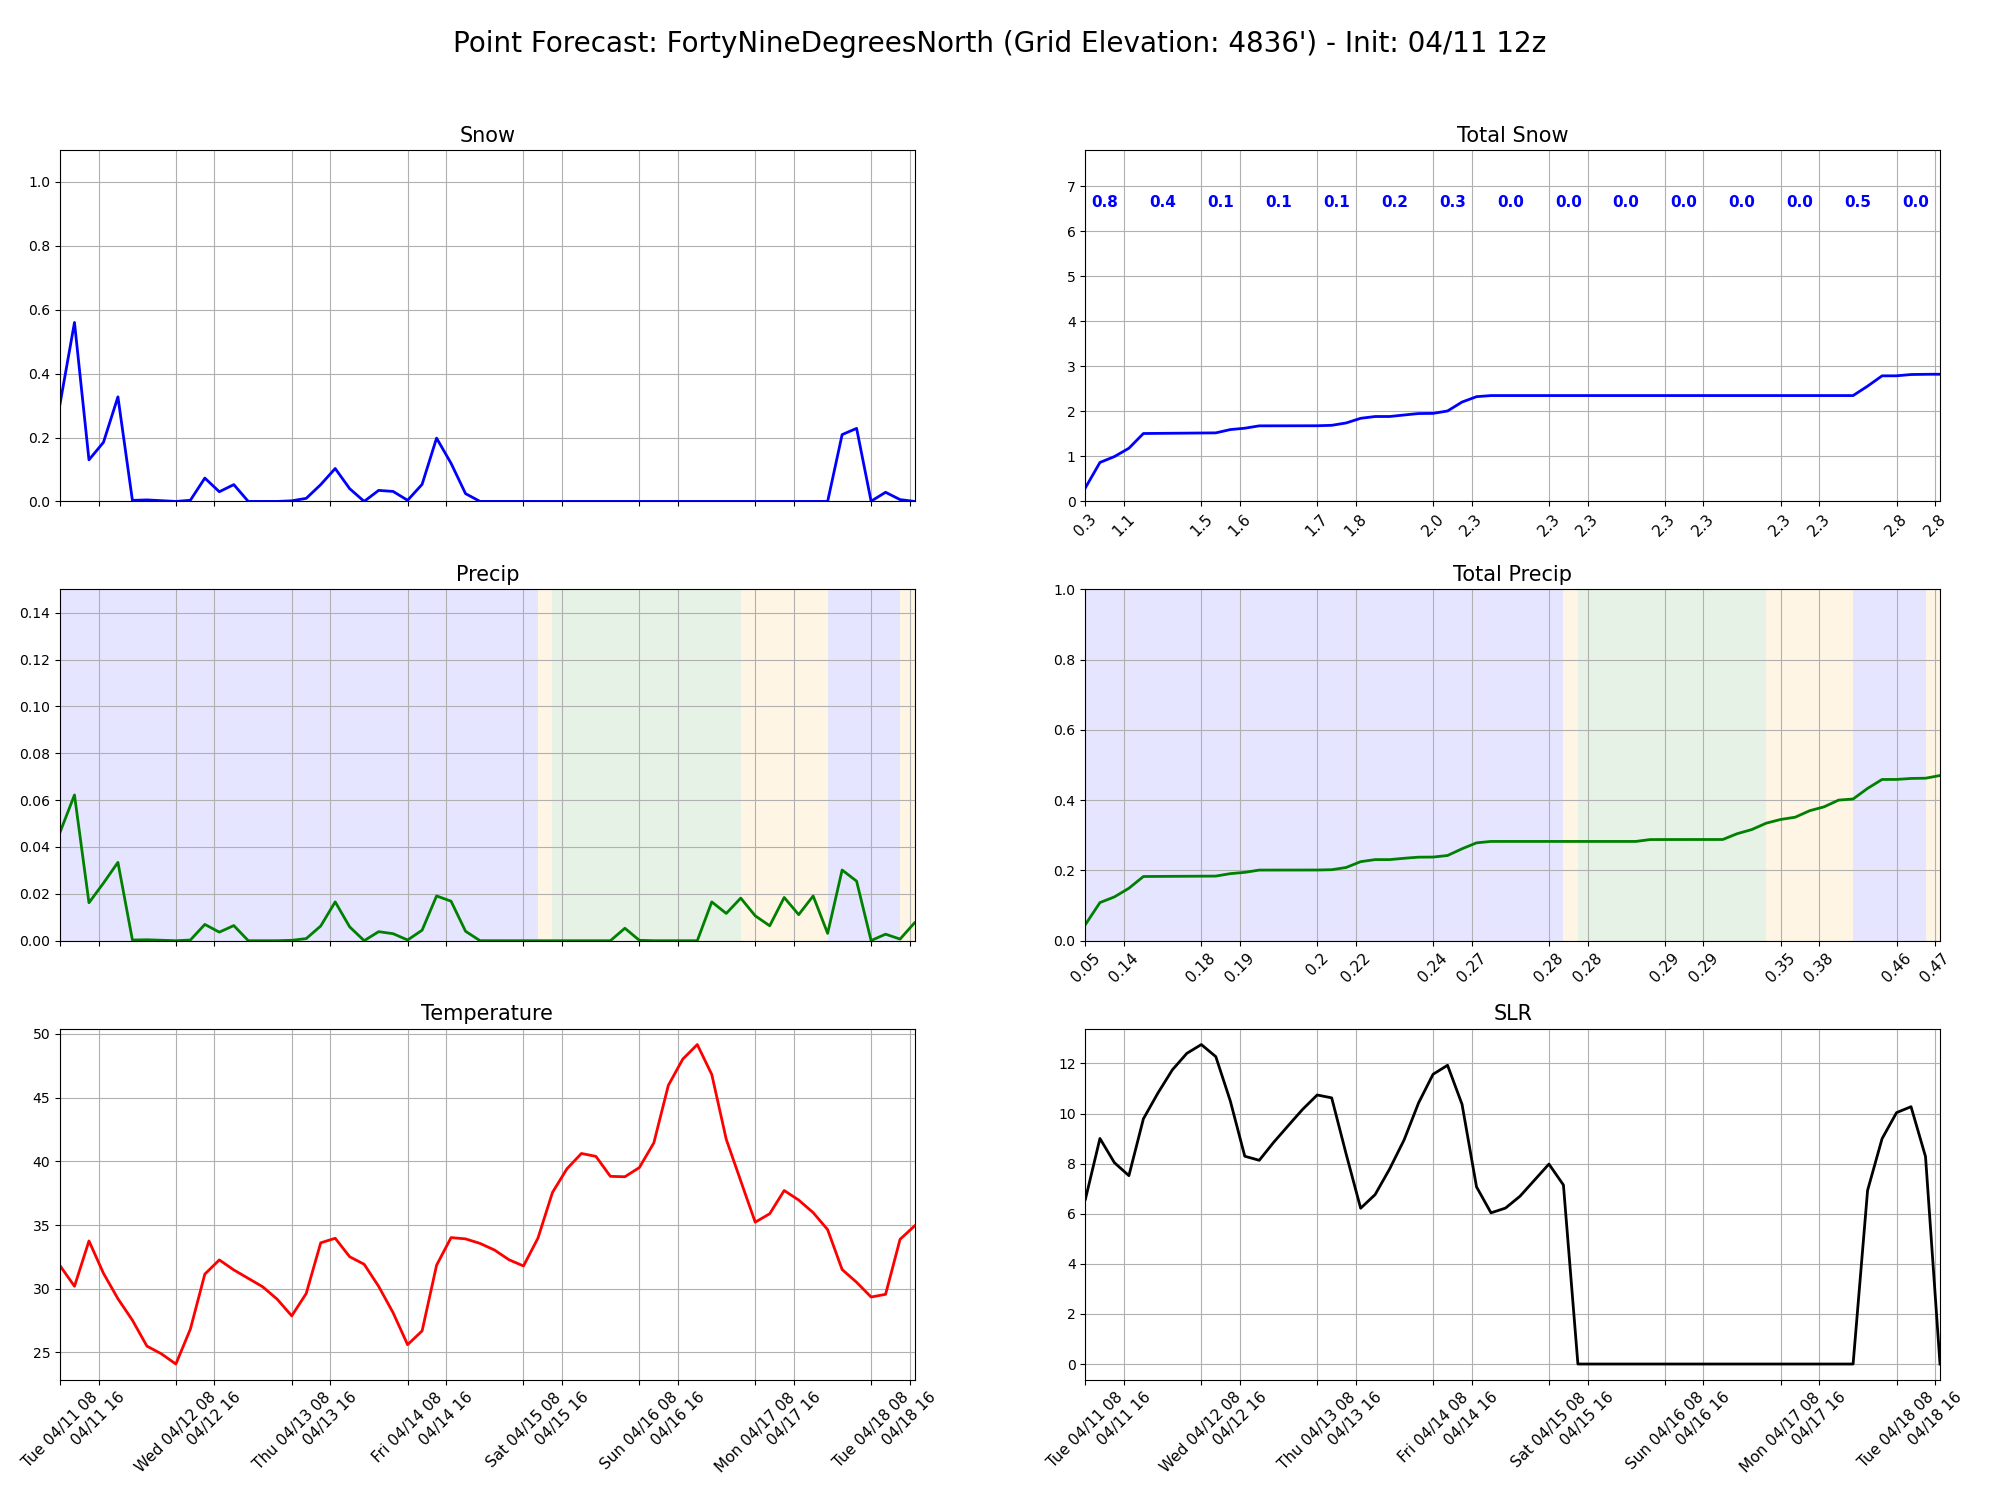 Point Forecast: FortyNineDegreesNorth (Grid Elevation: 4836') - Init: 04/11 12z
Snow
1.0
0.8
0.6
0.4
0.2
0.0
Total Snow
7
6
5
4
3
2
1
0
0.8 0.4 0.1 0.1 0.1 0.2 0.3 0.0 0.0 0.0 0.0 0.0 0.0 0.5 0.0
0.3 1.1 1.5 1.6 1.7 1.8 2.0 2.3 2.3 2.3 2.3 2.3 2.3 2.3 2.8 2.8
Precip
0.14
0.12
0.10
0.08
0.06
0.04
0.02
0.00
Total Precip
1.0
0.8
0.6
0.4
0.2
0.0
0.05 0.14 0.18 0.19 0.2 0.22 0.24 0.27 0.28 0.28 0.29 0.29 0.35 0.38 0.46 0.47
Temperature
50
45
40
35
30
25
Tue 04/11 08
04/11 16
Wed 04/12 08
04/12 16
Thu 04/13 08
04/13 16
Fri 04/14 08
04/14 16
Sat 04/15 08
04/15 16
Sun 04/16 08
04/16 16
Mon 04/17 08
04/17 16
Tue 04/18 08
04/18 16
SLR
12
10
8
6
4
2
0
Tue 04/11 08
04/11 16
Wed 04/12 08
04/12 16
Thu 04/13 08
04/13 16
Fri 04/14 08
04/14 16
Sat 04/15 08
04/15 16
Sun 04/16 08
04/16 16
Mon 04/17 08
04/17 16
Tue 04/18 08
04/18 16